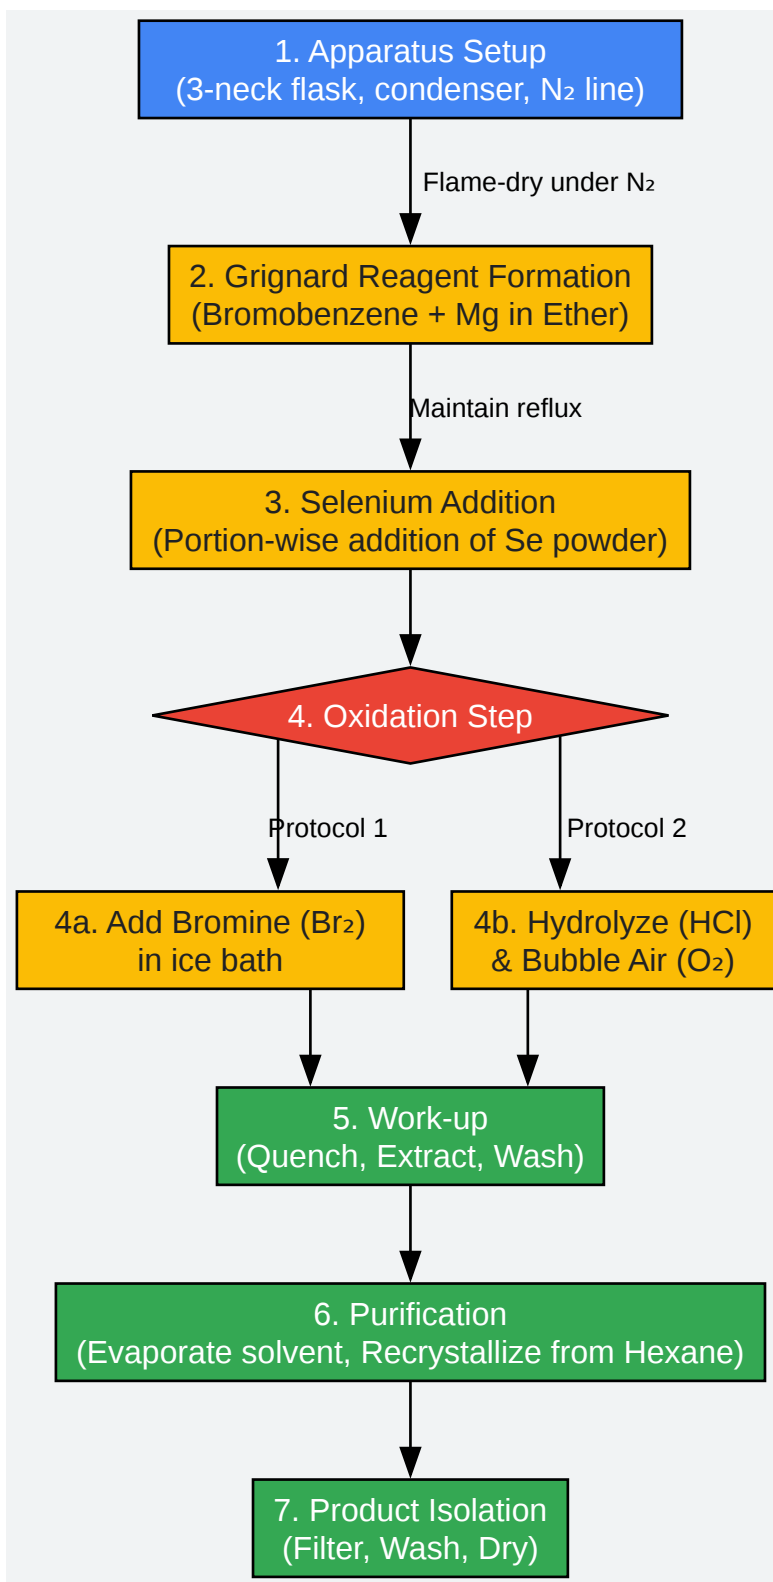 1. Apparatus Setup
(3-neck flask, condenser, N₂ line)
Flame-dry under N₂
2. Grignard Reagent Formation
(Bromobenzene + Mg in Ether)
Maintain reflux
3. Selenium Addition
(Portion-wise addition of Se powder)
4. Oxidation Step
Protocol 1
Protocol 2
4a. Add Bromine (Br₂)
in ice bath
4b. Hydrolyze (HCl)
& Bubble Air (O₂)
5. Work-up
(Quench, Extract, Wash)
6. Purification
(Evaporate solvent, Recrystallize from Hexane)
7. Product Isolation
(Filter, Wash, Dry)